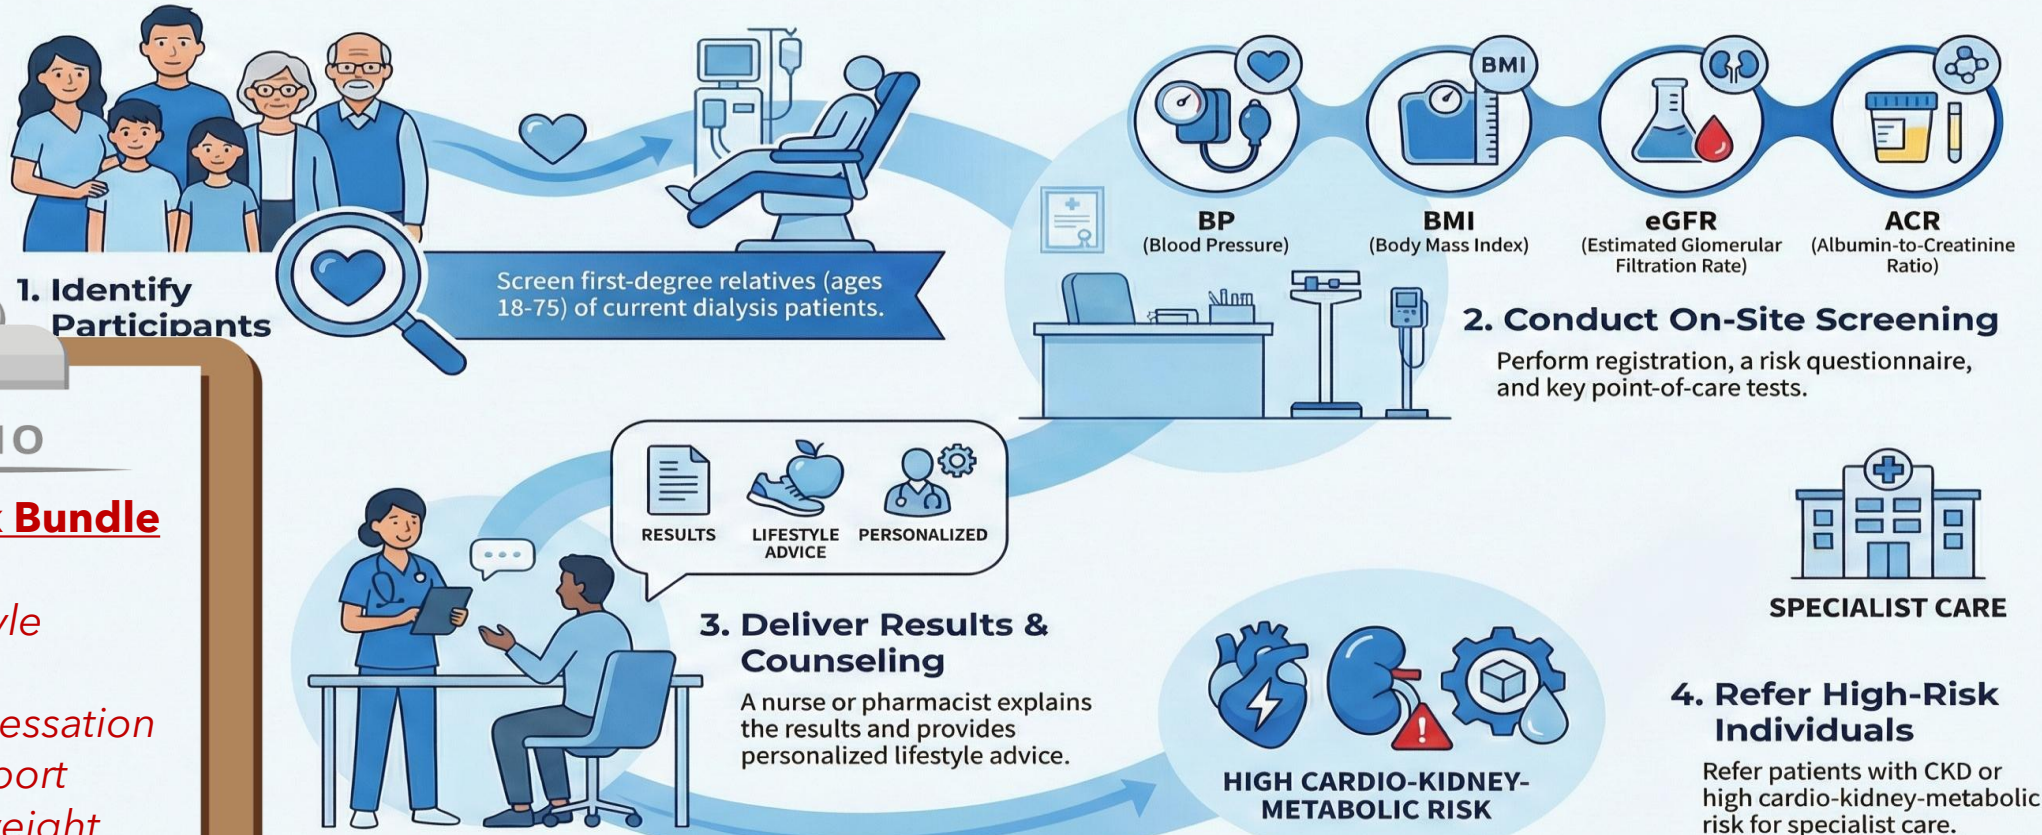 1. Identify
Participants
Screen first-degree relatives (ages
18-75) of current dialysis patients.
BMI
BP
(Blood Pressure)
BMI
(Body Mass Index)
eGFR
(Estimated Glomerular
Filtration Rate)
ACR
(Albumin-to-Creatinine
Ratio)
2. Conduct On-Site Screening
Perform registration, a risk questionnaire,
and key point-of-care tests.
Bundle
RESULTS
LIFESTYLE
ADVICE
PERSONALIZED
3. Deliver Results &
Counseling
A nurse or pharmacist explains
the results and provides
personalized lifestyle advice.
HIGH CARDIO-KIDNEY-
METABOLIC RISK
SPECIALIST CARE
4. Refer High-Risk
Individuals
Refer patients with CKD or
high cardio-kidney-metabolic
risk for specialist care.